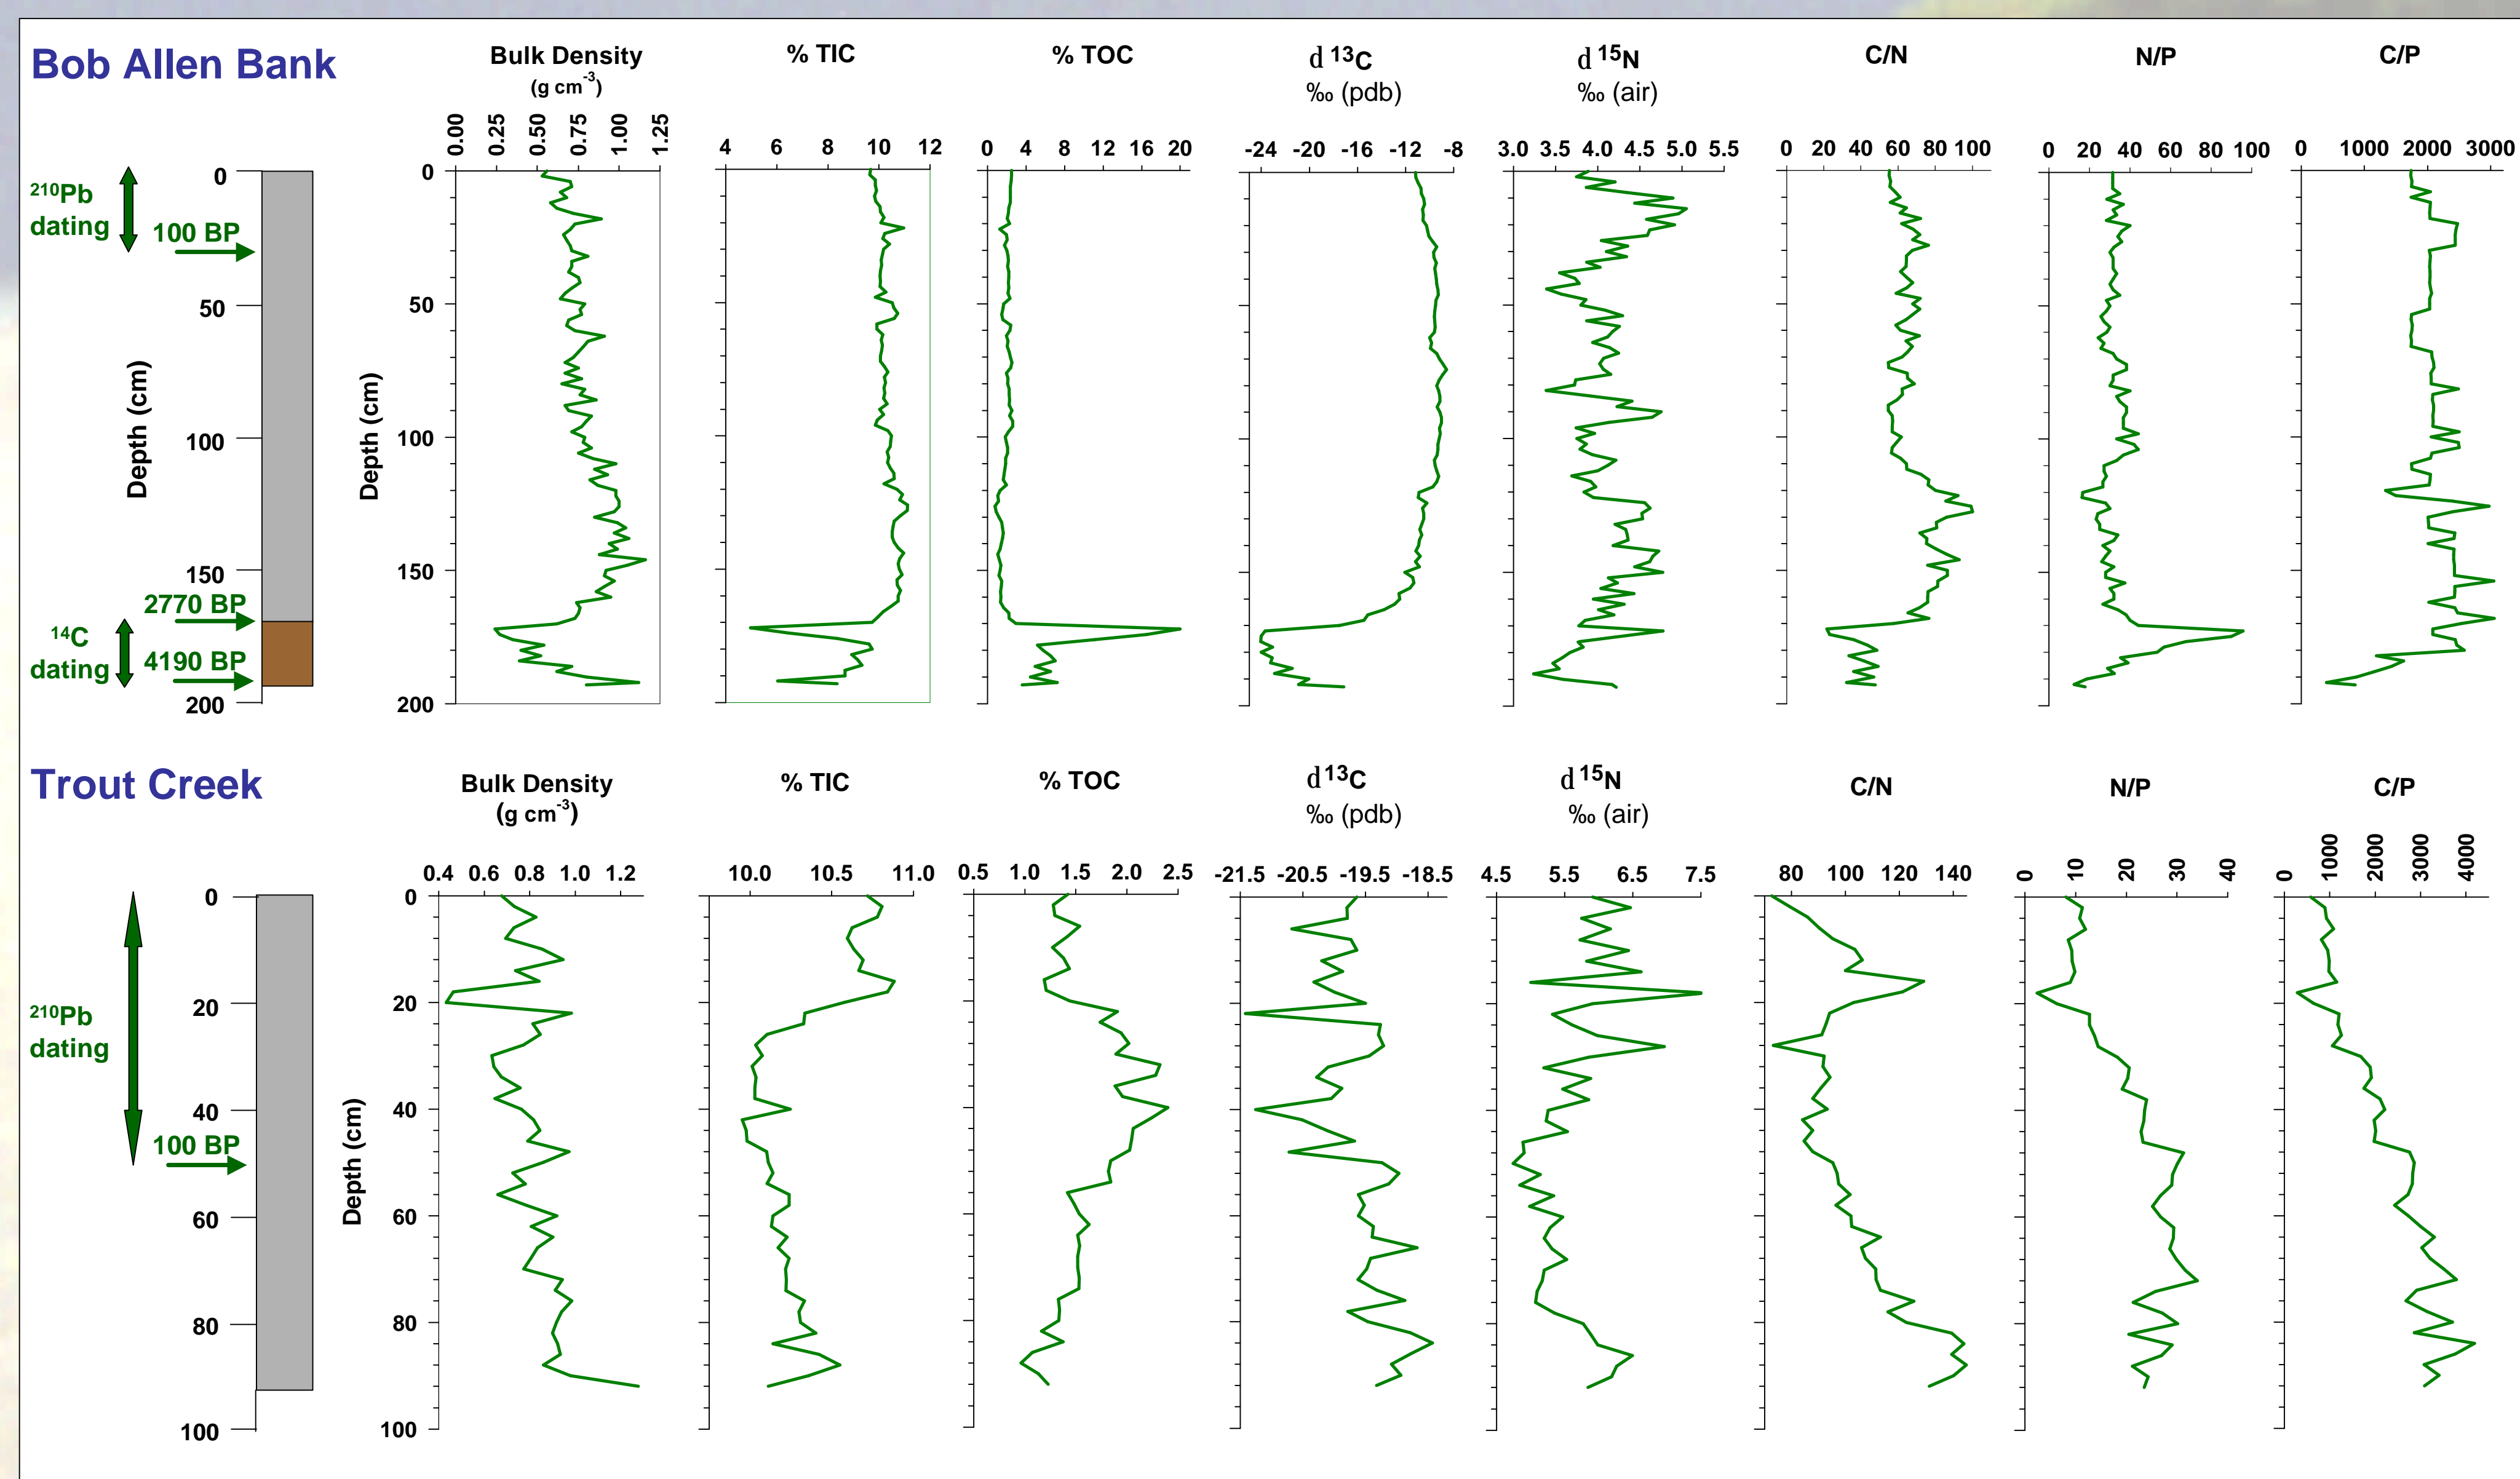 Bob Allen Bank
Bulk Density
(g cm-3)
% TIC
% TOC
d 13C
‰ (pdb)
d 15N
‰ (air)
C/N
N/P
C/P
0.00 0.25 0.50 0.75 1.00 1.25
4 6 8 10 12
0 4 8 12 16 20
-24 -20 -16 -12 -8
3.0 3.5 4.0 4.5 5.0 5.5
0 20 40 60 80 100
0 20 40 60 80 100
0 1000 2000 3000
210Pb
dating
100 BP
0
50
100
150
200
Depth (cm)
2770 BP
14C
dating
4190 BP
Depth (cm)
0
50
100
150
200
Trout Creek
Bulk Density
(g cm-3)
% TIC
% TOC
d 13C
‰ (pdb)
d 15N
‰ (air)
C/N
N/P
C/P
0.4 0.6 0.8 1.0 1.2
10.0 10.5 11.0
0.5 1.0 1.5 2.0 2.5
-21.5 -20.5 -19.5 -18.5
4.5 5.5 6.5 7.5
80 100 120 140
0 10 20 30 40
0 1000 2000 3000 4000
210Pb
dating
100 BP
0
20
40
60
80
100
Depth (cm)
0
20
40
60
80
100